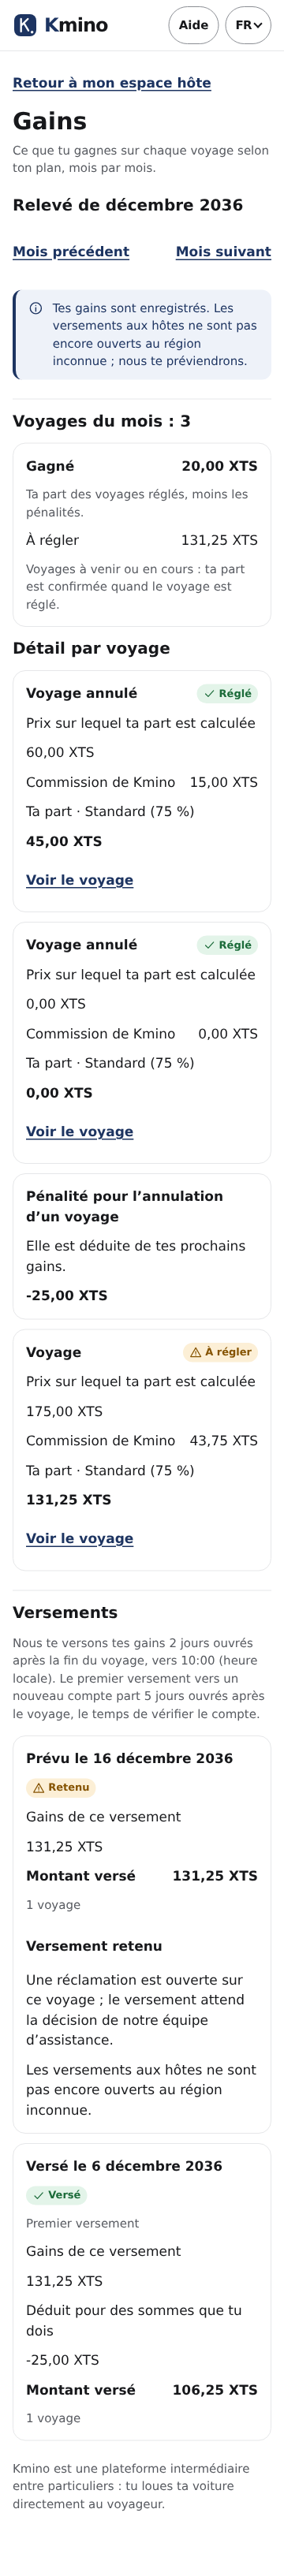 Kmino
Aide
FR
Retour à mon espace hôte
Gains
Ce que tu gagnes sur chaque voyage selon
ton plan, mois par mois.
Relevé de décembre 2036
Mois précédent
Mois suivant
Tes gains sont enregistrés. Les
versements aux hôtes ne sont pas
encore ouverts au région
inconnue ; nous te préviendrons.
Voyages du mois : 3
Gagné 20,00 XTS
Ta part des voyages réglés, moins les
pénalités.
À régler 131,25 XTS
Voyages à venir ou en cours : ta part
est confirmée quand le voyage est
réglé.
Détail par voyage
Voyage annulé Réglé
Prix sur lequel ta part est calculée
60,00 XTS
Commission de Kmino 15,00 XTS
Ta part · Standard (75 %)
45,00 XTS
Voir le voyage
Voyage annulé Réglé
Prix sur lequel ta part est calculée
0,00 XTS
Commission de Kmino 0,00 XTS
Ta part · Standard (75 %)
0,00 XTS
Voir le voyage
Pénalité pour l’annulation
d’un voyage
Elle est déduite de tes prochains
gains.
-25,00 XTS
Voyage À régler
Prix sur lequel ta part est calculée
175,00 XTS
Commission de Kmino 43,75 XTS
Ta part · Standard (75 %)
131,25 XTS
Voir le voyage
Versements
Nous te versons tes gains 2 jours ouvrés
après la fin du voyage, vers 10:00 (heure
locale). Le premier versement vers un
nouveau compte part 5 jours ouvrés après
le voyage, le temps de vérifier le compte.
Prévu le 16 décembre 2036
Retenu
Gains de ce versement
131,25 XTS
Montant versé 131,25 XTS
1 voyage
Versement retenu
Une réclamation est ouverte sur
ce voyage ; le versement attend
la décision de notre équipe
d’assistance.
Les versements aux hôtes ne sont
pas encore ouverts au région
inconnue.
Versé le 6 décembre 2036
Versé
Premier versement
Gains de ce versement
131,25 XTS
Déduit pour des sommes que tu
dois
-25,00 XTS
Montant versé 106,25 XTS
1 voyage
Kmino est une plateforme intermédiaire
entre particuliers : tu loues ta voiture
directement au voyageur.